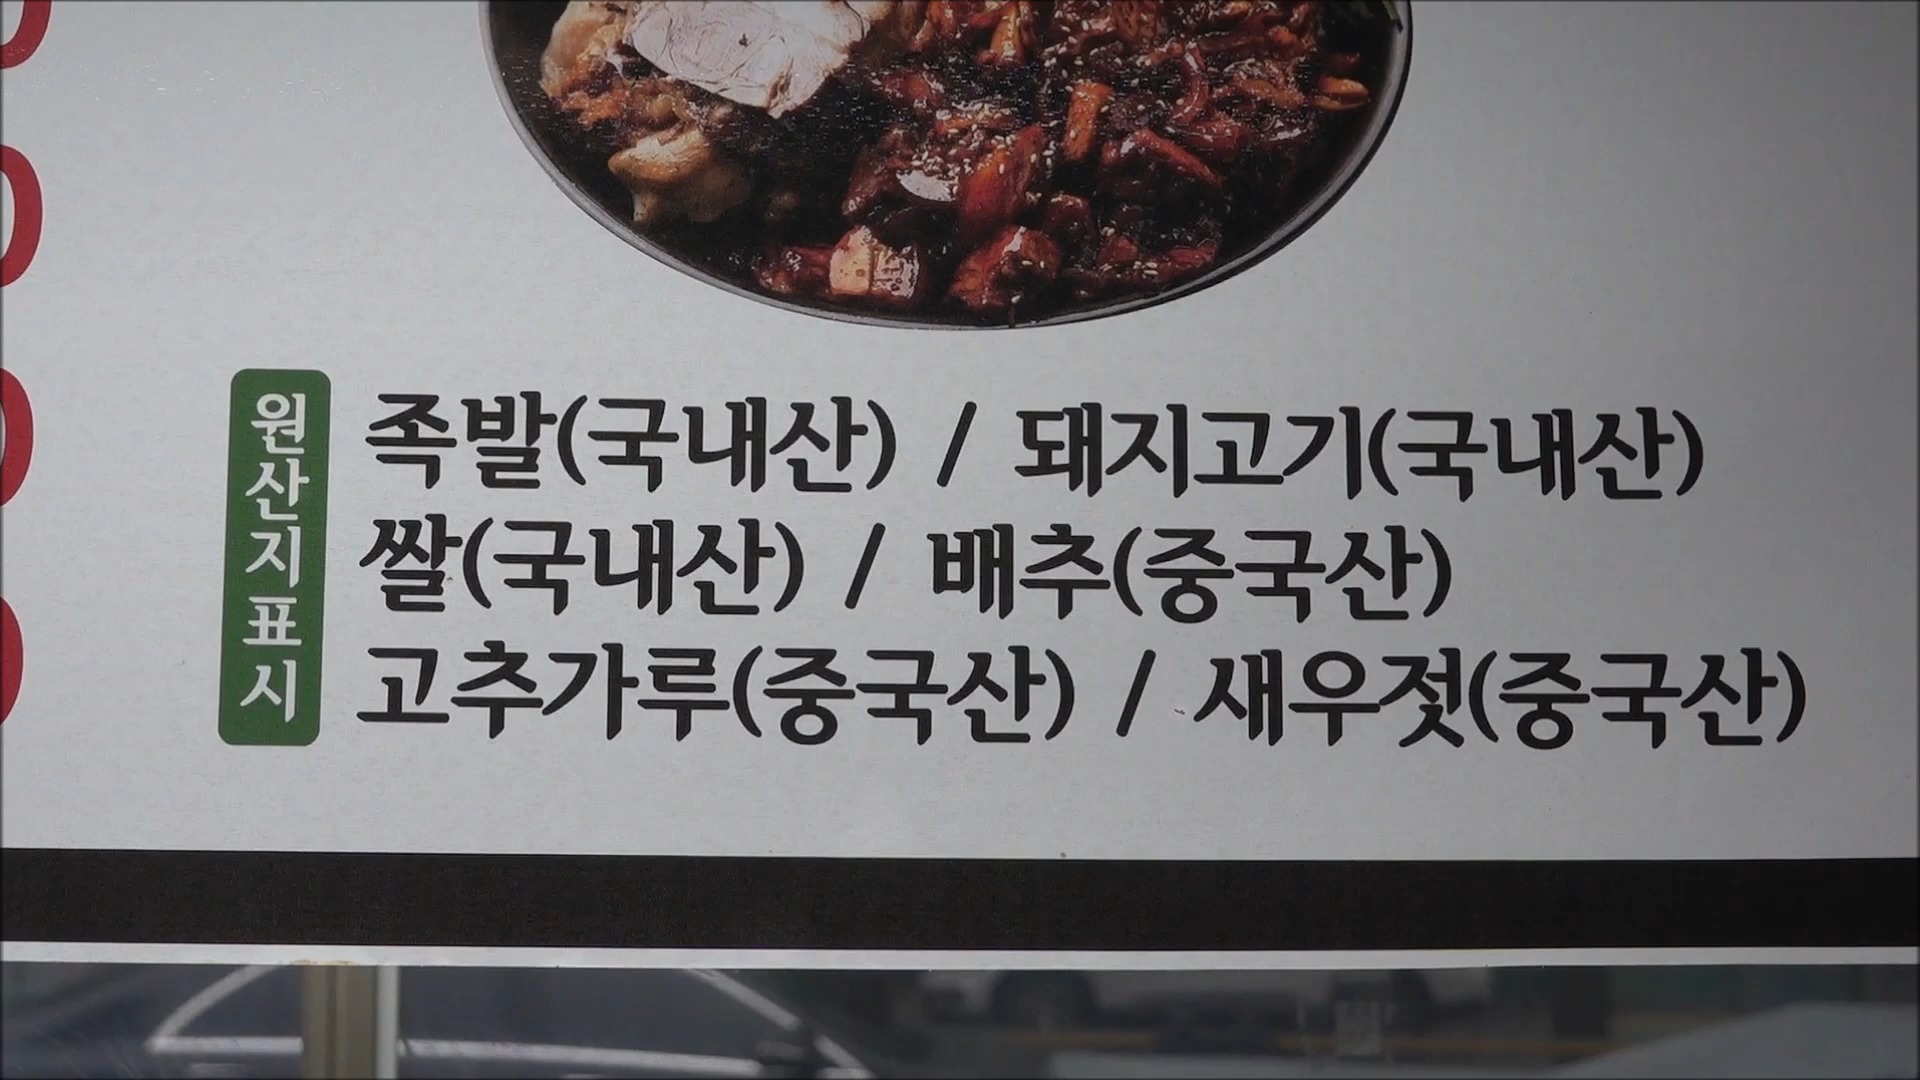 원산지표시
족발(국내산) / 돼지고기(국내산)
쌀(국내산) / 배추(중국산)
고추가루(중국산) / 새우젓(중국산)